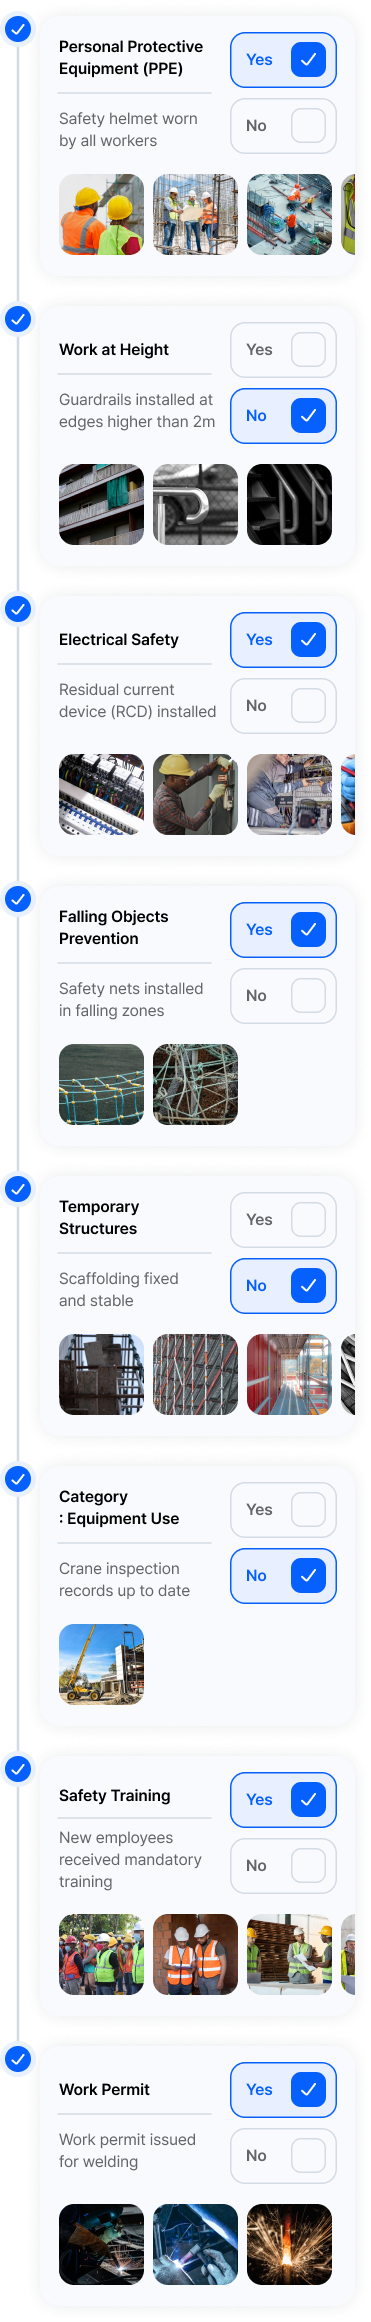 Personal Protective
Equipment (PPE)
Yes
No
Safety helmet worn
by all workers
Work at Height
Yes
No
Guardrails installed at
edges higher than 2m
Electrical Safety
Yes
No
Residual current
device (RCD) installed
Falling Objects
Prevention
Yes
No
Safety nets installed
in falling zones
Temporary
Structures
Yes
No
Scaffolding fixed
and stable
Category
: Equipment Use
Yes
No
Crane inspection
records up to date
Safety Training
Yes
No
New employees
received mandatory
training
Work Permit
Yes
No
Work permit issued
for welding